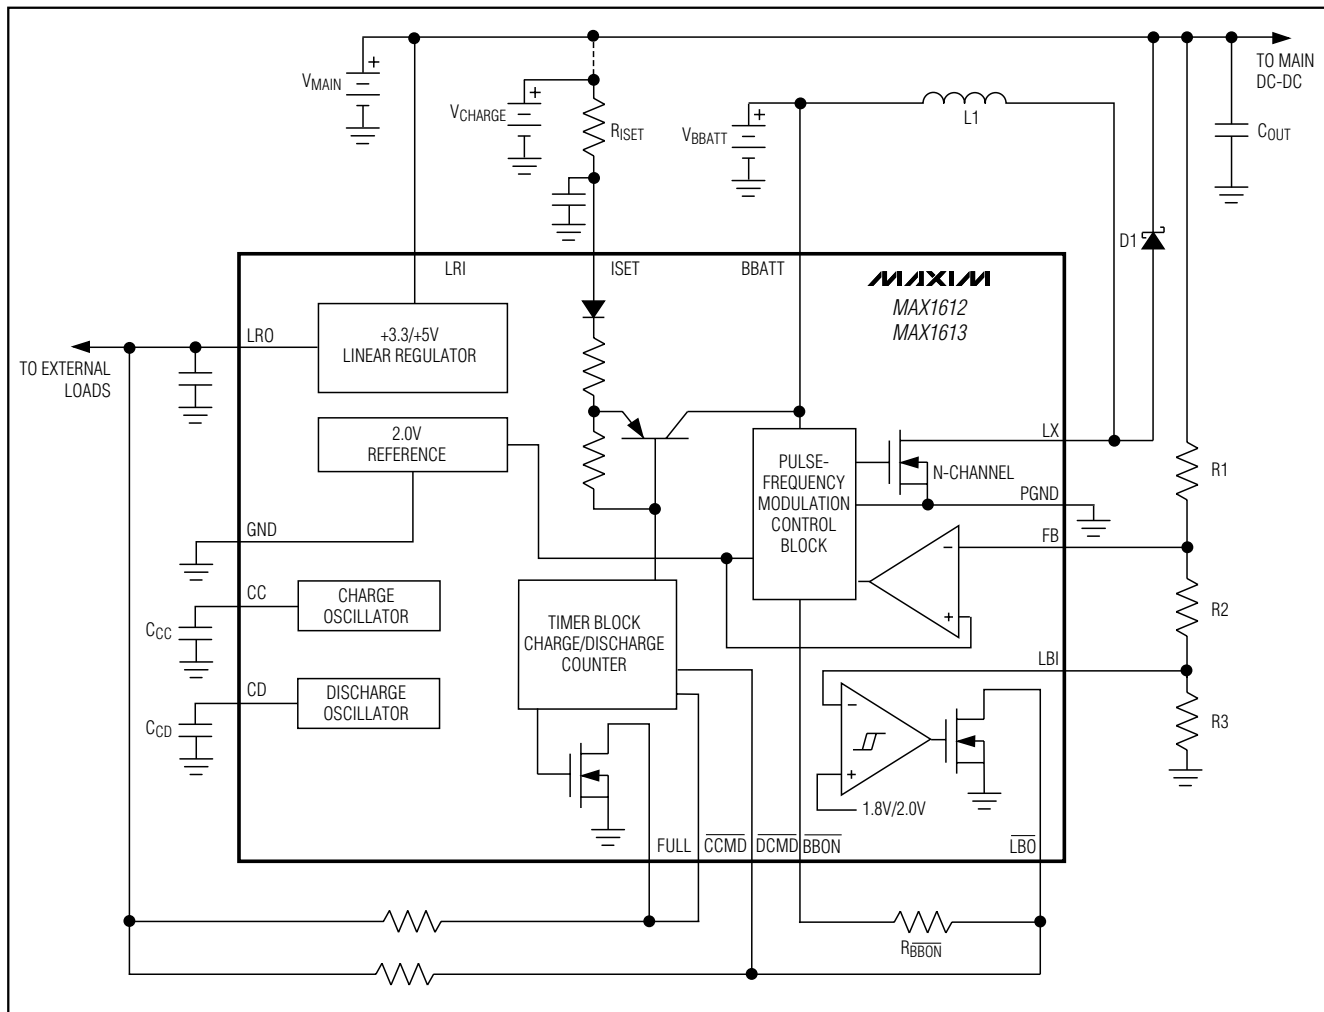 TO MAIN
DC-DC
+
VMAIN
+
VCHARGE
RISET
+
VBBATT
L1
COUT
D1
LRI
ISET
BBATT
MAXIM
MAX1612
MAX1613
LRO
+3.3/+5V
LINEAR REGULATOR
TO EXTERNAL
LOADS
2.0V
REFERENCE
LX
PULSE-
FREQUENCY
MODULATION
CONTROL
BLOCK
N-CHANNEL
R1
PGND
GND
FB
−
CC
CHARGE
OSCILLATOR
CCC
TIMER BLOCK
CHARGE/DISCHARGE
COUNTER
+
R2
LBI
CD
DISCHARGE
OSCILLATOR
CCD
−
R3
+
1.8V/2.0V
FULL
CCMD
DCMD
BBON
LBO
RBBON